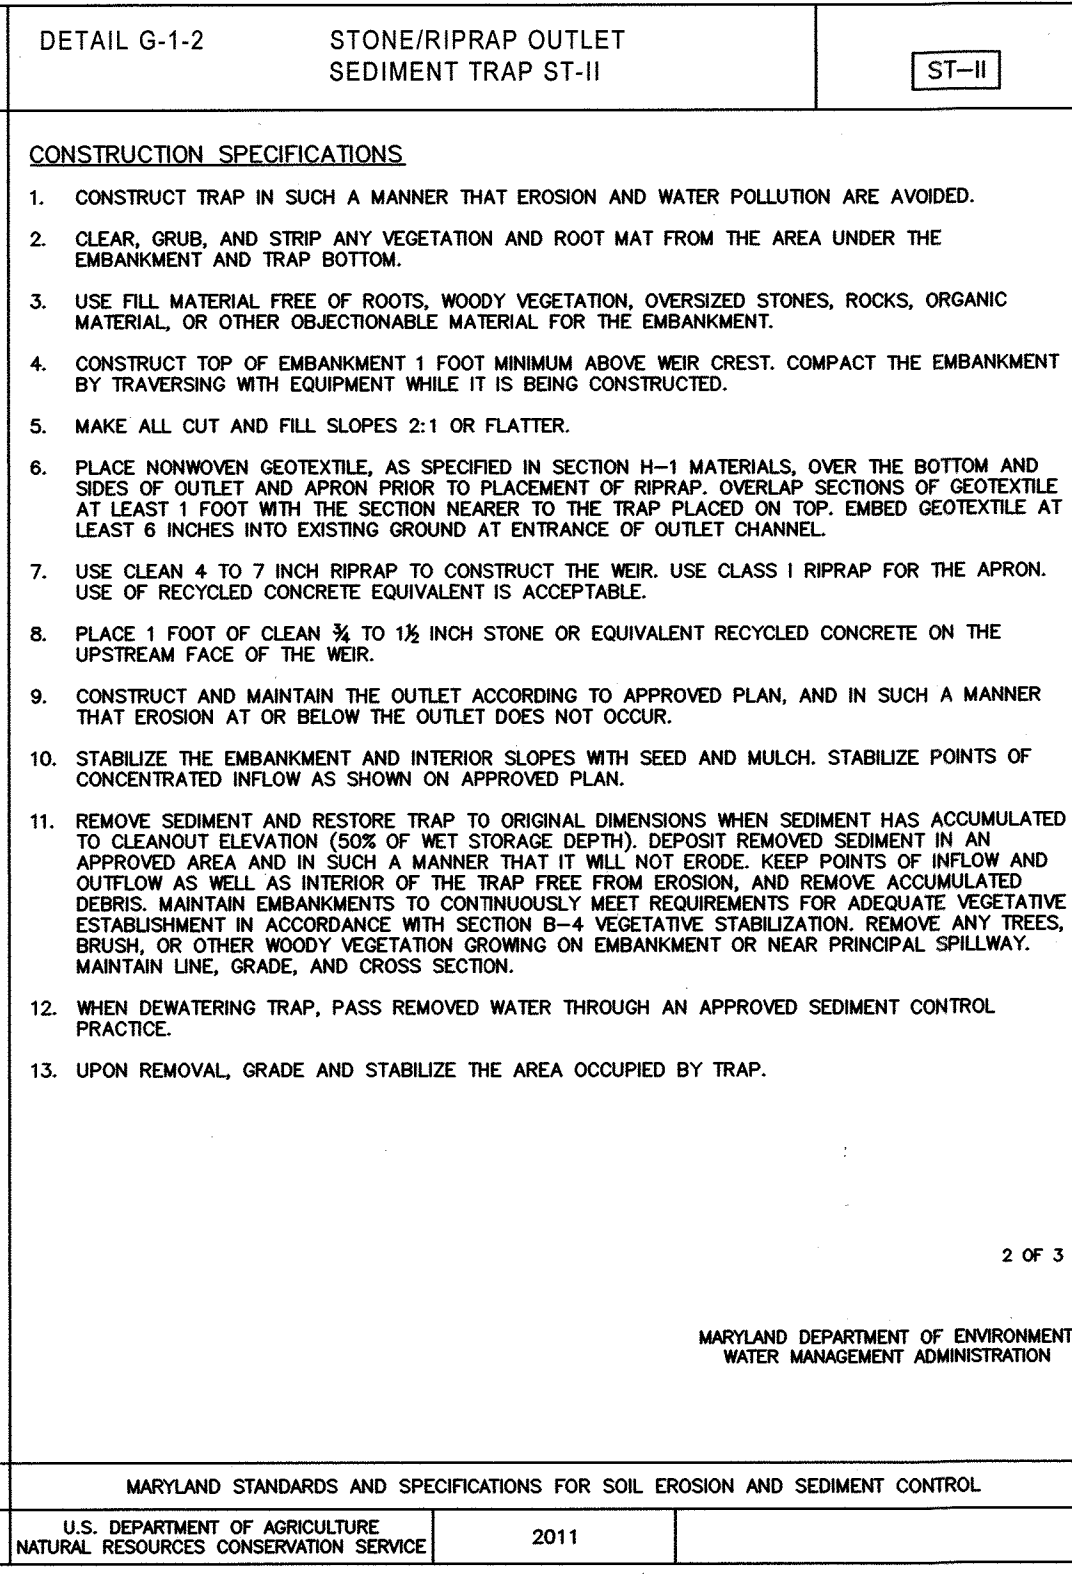 DETAIL G-1-2 STONE/RIPRAP OUTLET
SEDIMENT TRAP ST-II
ST-II
CONSTRUCTION SPECIFICATIONS
1. CONSTRUCT TRAP IN SUCH A MANNER THAT EROSION AND WATER POLLUTION ARE AVOIDED.
2. CLEAR, GRUB, AND STRIP ANY VEGETATION AND ROOT MAT FROM THE AREA UNDER THE
EMBANKMENT AND TRAP BOTTOM.
3. USE FILL MATERIAL FREE OF ROOTS, WOODY VEGETATION, OVERSIZED STONES, ROCKS, ORGANIC
MATERIAL, OR OTHER OBJECTIONABLE MATERIAL FOR THE EMBANKMENT.
4. CONSTRUCT TOP OF EMBANKMENT 1 FOOT MINIMUM ABOVE WEIR CREST. COMPACT THE EMBANKMENT
BY TRAVERSING WITH EQUIPMENT WHILE IT IS BEING CONSTRUCTED.
5. MAKE ALL CUT AND FILL SLOPES 2:1 OR FLATTER.
6. PLACE NONWOVEN GEOTEXTILE, AS SPECIFIED IN SECTION H-1 MATERIALS, OVER THE BOTTOM AND
SIDES OF OUTLET AND APRON PRIOR TO PLACEMENT OF RIPRAP. OVERLAP SECTIONS OF GEOTEXTILE
AT LEAST 1 FOOT WITH THE SECTION NEARER TO THE TRAP PLACED ON TOP. EMBED GEOTEXTILE AT
LEAST 6 INCHES INTO EXISTING GROUND AT ENTRANCE OF OUTLET CHANNEL.
7. USE CLEAN 4 TO 7 INCH RIPRAP TO CONSTRUCT THE WEIR. USE CLASS I RIPRAP FOR THE APRON.
USE OF RECYCLED CONCRETE EQUIVALENT IS ACCEPTABLE.
8. PLACE 1 FOOT OF CLEAN ¾ TO 1½ INCH STONE OR EQUIVALENT RECYCLED CONCRETE ON THE
UPSTREAM FACE OF THE WEIR.
9. CONSTRUCT AND MAINTAIN THE OUTLET ACCORDING TO APPROVED PLAN, AND IN SUCH A MANNER
THAT EROSION AT OR BELOW THE OUTLET DOES NOT OCCUR.
10. STABILIZE THE EMBANKMENT AND INTERIOR SLOPES WITH SEED AND MULCH. STABILIZE POINTS OF
CONCENTRATED INFLOW AS SHOWN ON APPROVED PLAN.
11. REMOVE SEDIMENT AND RESTORE TRAP TO ORIGINAL DIMENSIONS WHEN SEDIMENT HAS ACCUMULATED
TO CLEANOUT ELEVATION (50% OF WET STORAGE DEPTH). DEPOSIT REMOVED SEDIMENT IN AN
APPROVED AREA AND IN SUCH A MANNER THAT IT WILL NOT ERODE. KEEP POINTS OF INFLOW AND
OUTFLOW AS WELL AS INTERIOR OF THE TRAP FREE FROM EROSION, AND REMOVE ACCUMULATED
DEBRIS. MAINTAIN EMBANKMENTS TO CONTINUOUSLY MEET REQUIREMENTS FOR ADEQUATE VEGETATIVE
ESTABLISHMENT IN ACCORDANCE WITH SECTION B-4 VEGETATIVE STABILIZATION. REMOVE ANY TREES,
BRUSH, OR OTHER WOODY VEGETATION GROWING ON EMBANKMENT OR NEAR PRINCIPAL SPILLWAY.
MAINTAIN LINE, GRADE, AND CROSS SECTION.
12. WHEN DEWATERING TRAP, PASS REMOVED WATER THROUGH AN APPROVED SEDIMENT CONTROL
PRACTICE.
13. UPON REMOVAL, GRADE AND STABILIZE THE AREA OCCUPIED BY TRAP.
2 OF 3
MARYLAND DEPARTMENT OF ENVIRONMENT
WATER MANAGEMENT ADMINISTRATION
MARYLAND STANDARDS AND SPECIFICATIONS FOR SOIL EROSION AND SEDIMENT CONTROL
U.S. DEPARTMENT OF AGRICULTURE
NATURAL RESOURCES CONSERVATION SERVICE
2011